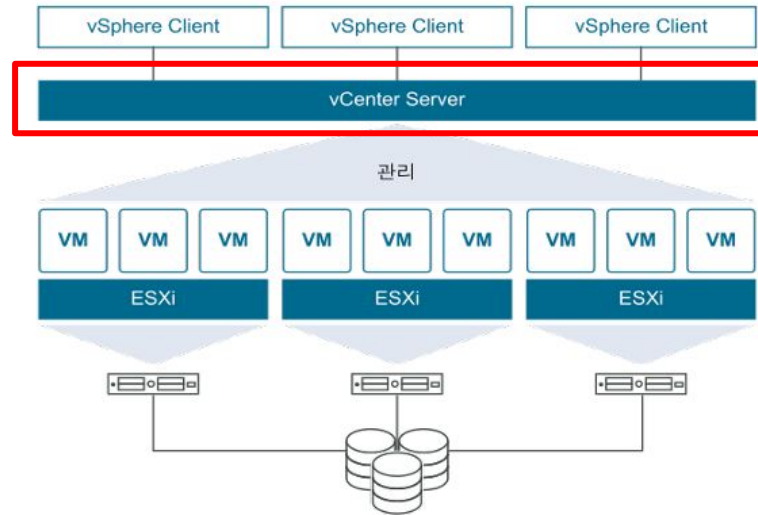 vSphere Client vSphere Client vSphere Client
vCenter Server
관리
VM VM VM VM VM VM VM VM VM
ESXi ESXi ESXi